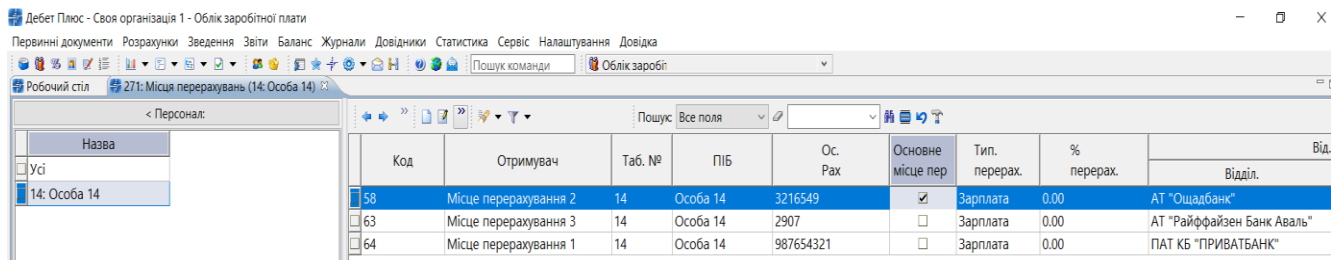 Дебет Плюс - Своя організація 1 - Облік заробітної плати
Первинні документи Розрахунки Зведення Звіти Баланс Журнали Довідники Статистика Сервіс Налаштування Довідка
Пошук команди Облік заробіт
Робочий стіл 271: Місця перерахувань (14: Особа 14)
< Персонал: Пошук: Все поля
Назва
Усі
14: Особа 14
Код Отримувач Таб. № ПІБ Ос. Рах Основне місце пер Тип. перерах. % перерах. Від. Відділ.
58 Місце перерахування 2 14 Особа 14 3216549 Зарплата 0.00 АТ "Ощадбанк"
63 Місце перерахування 3 14 Особа 14 2907 Зарплата 0.00 АТ "Райффайзен Банк Аваль"
64 Місце перерахування 1 14 Особа 14 987654321 Зарплата 0.00 ПАТ КБ "ПРИВАТБАНК"